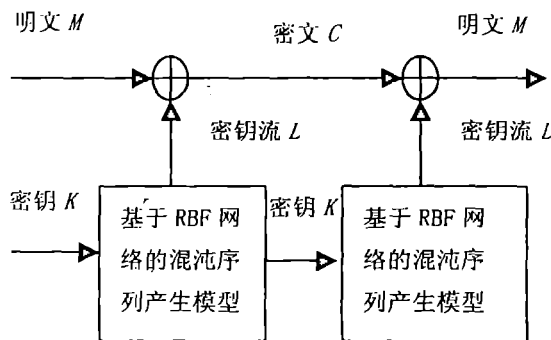 明文 M
密文 C
明文 M
密钥流 L
密钥流 L
密钥 K
基于 RBF 网
络的混沌序
列产生模型
密钥 K
基于 RBF 网
络的混沌序
列产生模型